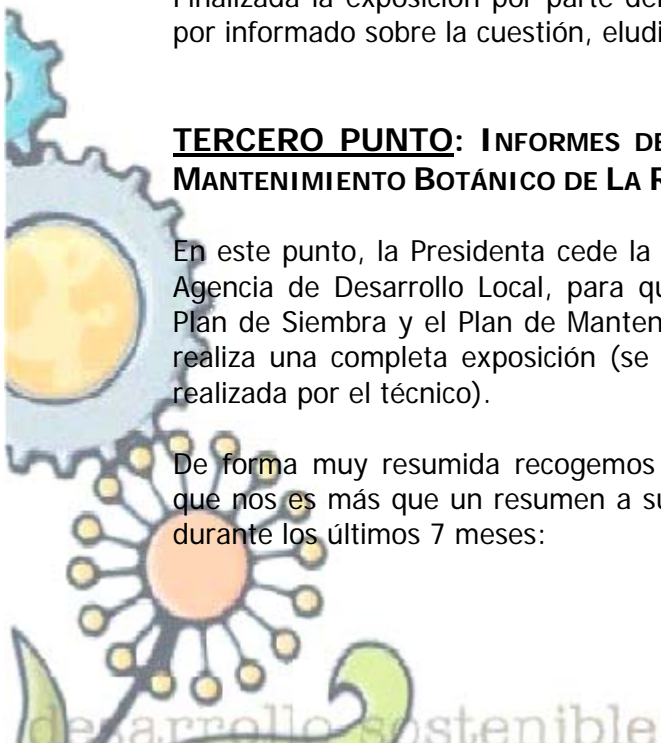 Finalizada la exposición por parte de
por informado sobre la cuestión, eludi
TERCERO PUNTO: INFORMES DE
MANTENIMIENTO BOTÁNICO DE LA R
En este punto, la Presidenta cede la
Agencia de Desarrollo Local, para qu
Plan de Siembra y el Plan de Manten
realiza una completa exposición (se
realizada por el técnico).
De forma muy resumida recogemos
que nos es más que un resumen a su
durante los últimos 7 meses:
desarrollo sostenible